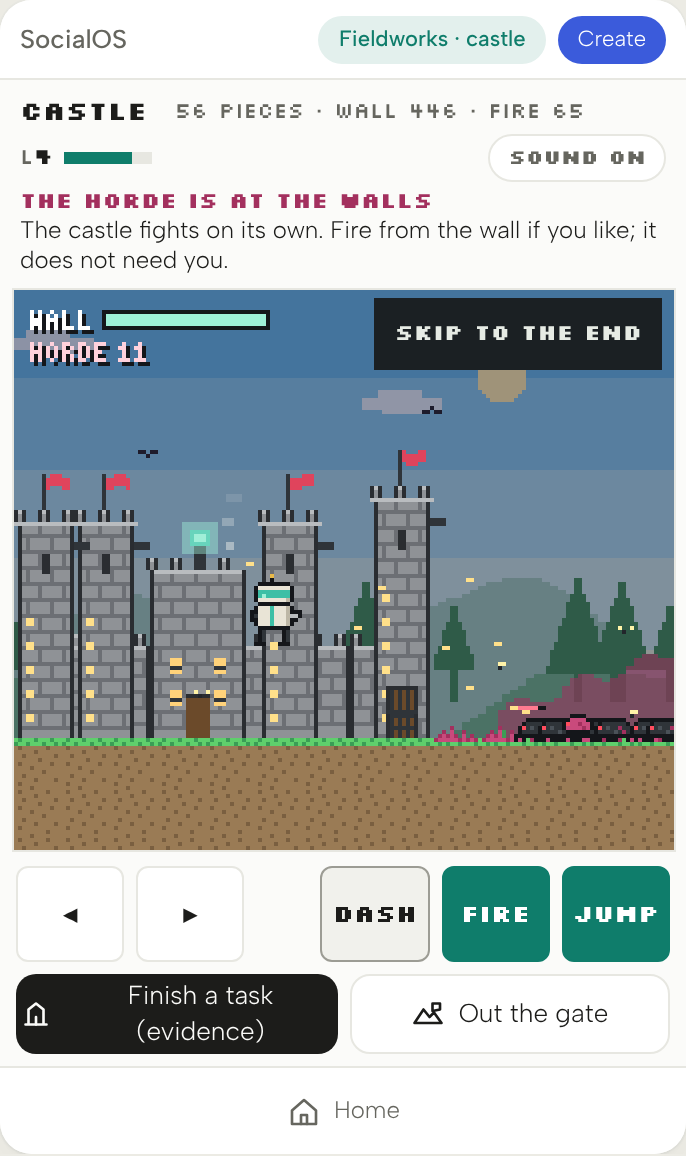 SocialOS
Fieldworks · castle
Create
CASTLE 56 PIECES · WALL 446 · FIRE 65
L4
SOUND ON
THE HORDE IS AT THE WALLS
The castle fights on its own. Fire from the wall if you like; it
does not need you.
WALL
HORDE 11
SKIP TO THE END
DASH
FIRE
JUMP
Finish a task
(evidence)
Out the gate
Home